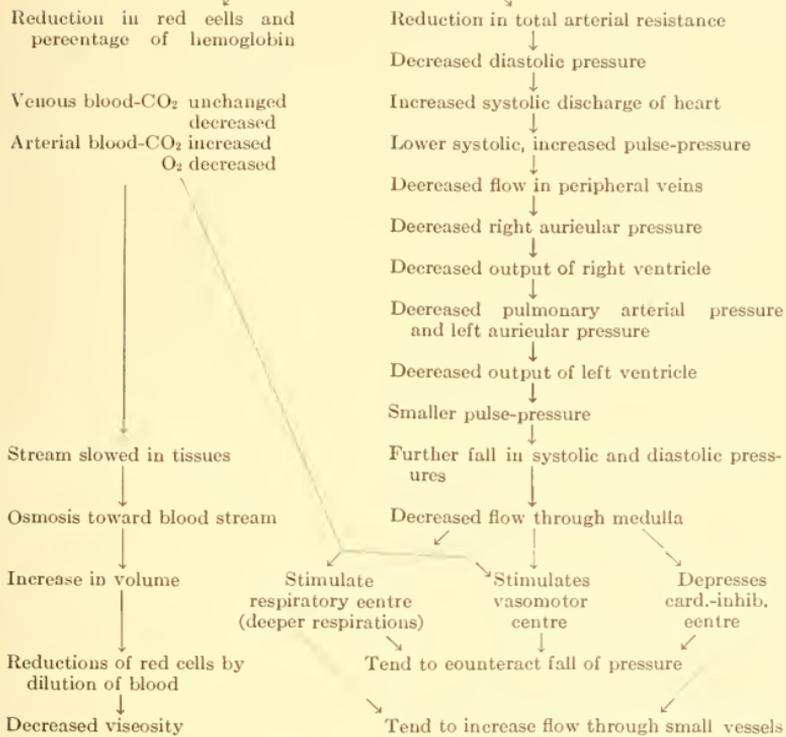 Reduction in red cells and
percentage of hemoglobin
Venous blood-CO₂ unchanged
decreased
Arterial blood-CO₂ increased
O₂ decreased
Stream slowed in tissues
Osmosis toward blood stream
Increase in volume
Reductions of red cells by
dilution of blood
Decreased viscosity
Reduction in total arterial resistance
Decreased diastolic pressure
Increased systolic discharge of heart
Lower systolic, increased pulse-pressure
Decreased flow in peripheral veins
Decreased right auricular pressure
Decreased output of right ventricle
Decreased pulmonary arterial pressure
and left auricular pressure
Decreased output of left ventricle
Smaller pulse-pressure
Further fall in systolic and diastolic press-
ures
Decreased flow through medulla
Stimulate
respiratory centre
(deeper respirations)
Stimulates
vasomotor
centre
Depresses
card.-inhib.
centre
Tend to counteract fall of pressure
Tend to increase flow through small vessels